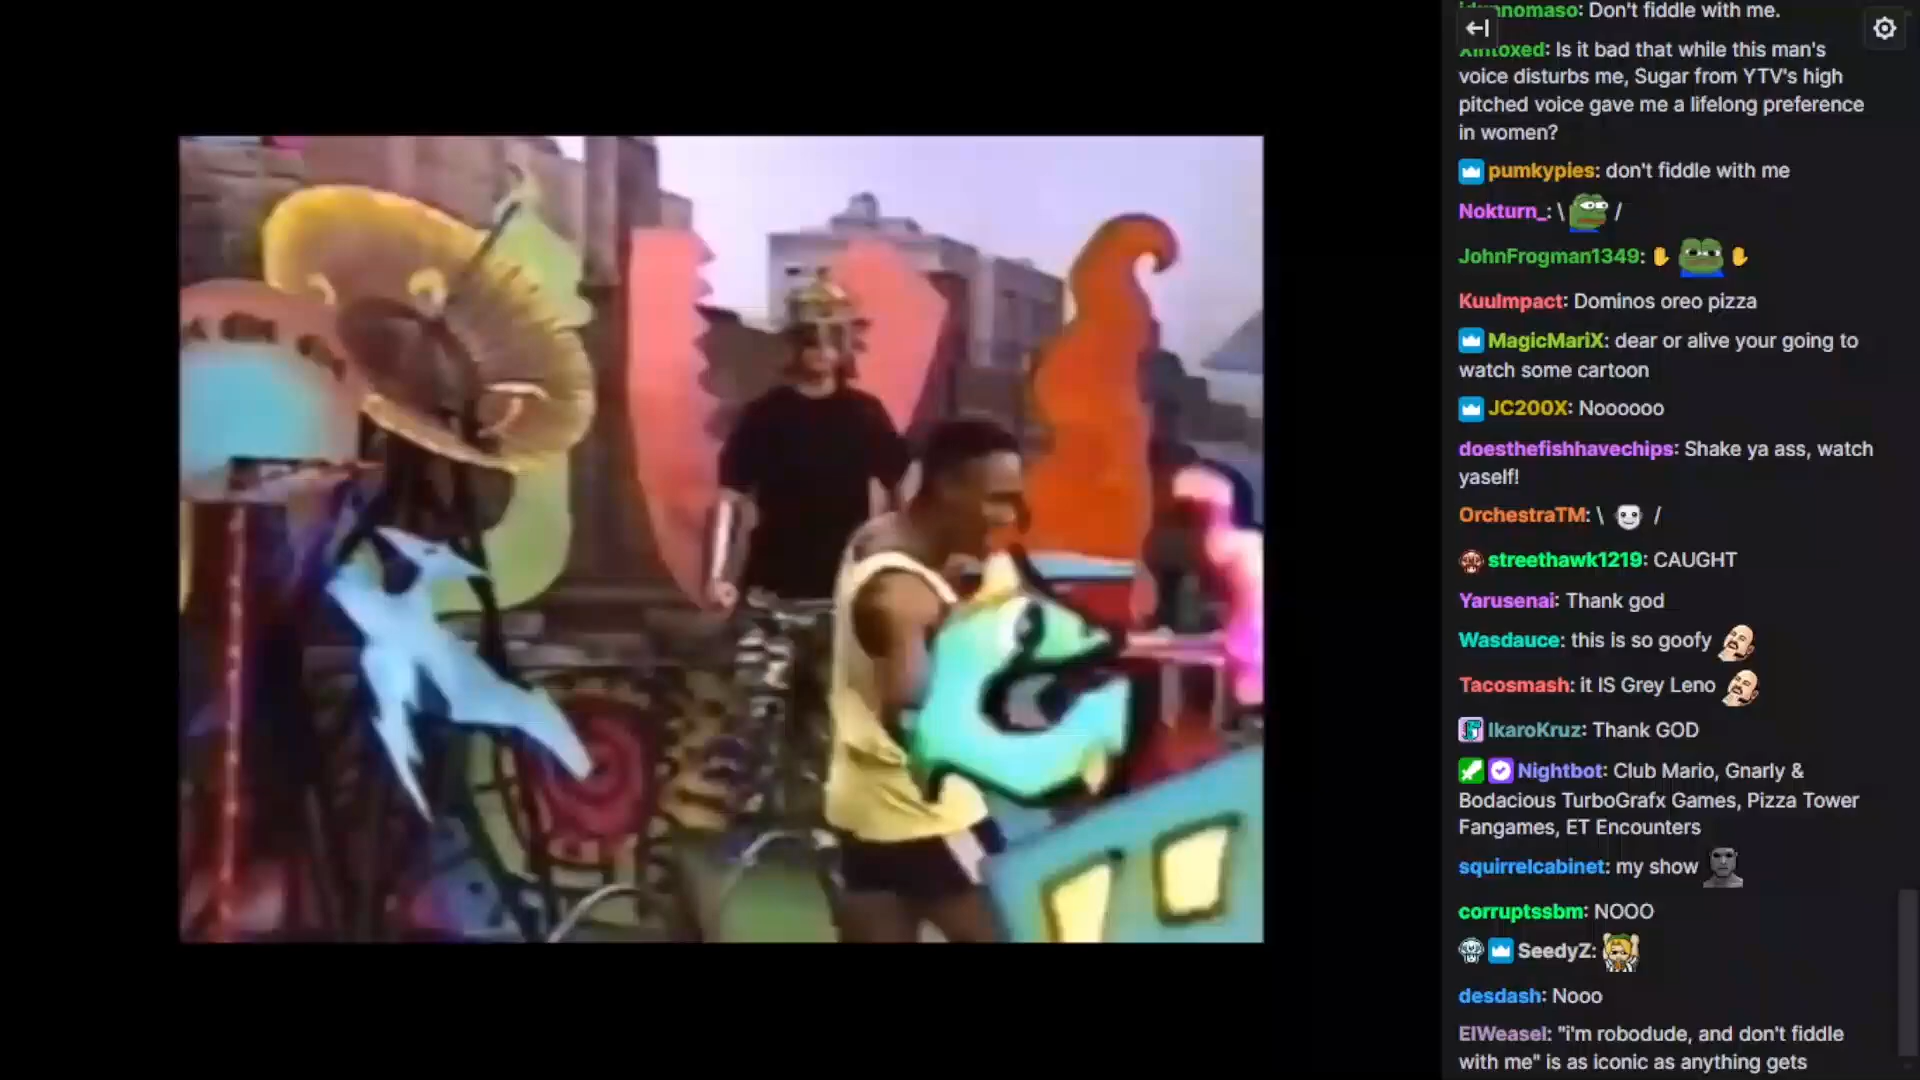 idunnomaso: Don't fiddle with me.
Xintoxed: Is it bad that while this man's
voice disturbs me, Sugar from YTV's high
pitched voice gave me a lifelong preference
in women?
pumkypies: don't fiddle with me
Nokturn_: \ /
JohnFrogman1349:
KuuImpact: Dominos oreo pizza
MagicMariX: dear or alive your going to
watch some cartoon
JC200X: Noooooo
doesthefishhavechips: Shake ya ass, watch
yaself!
OrchestraTM: \ /
streethawk1219: CAUGHT
Yarusenai: Thank god
Wasdauce: this is so goofy
Tacosmash: it IS Grey Leno
IkaroKruz: Thank GOD
Nightbot: Club Mario, Gnarly &
Bodacious TurboGrafx Games, Pizza Tower
Fangames, ET Encounters
squirrelcabinet: my show
corruptssbm: NOOO
SeedyZ:
desdash: Nooo
ElWeasel: "i'm robodude, and don't fiddle
with me" is as iconic as anything gets